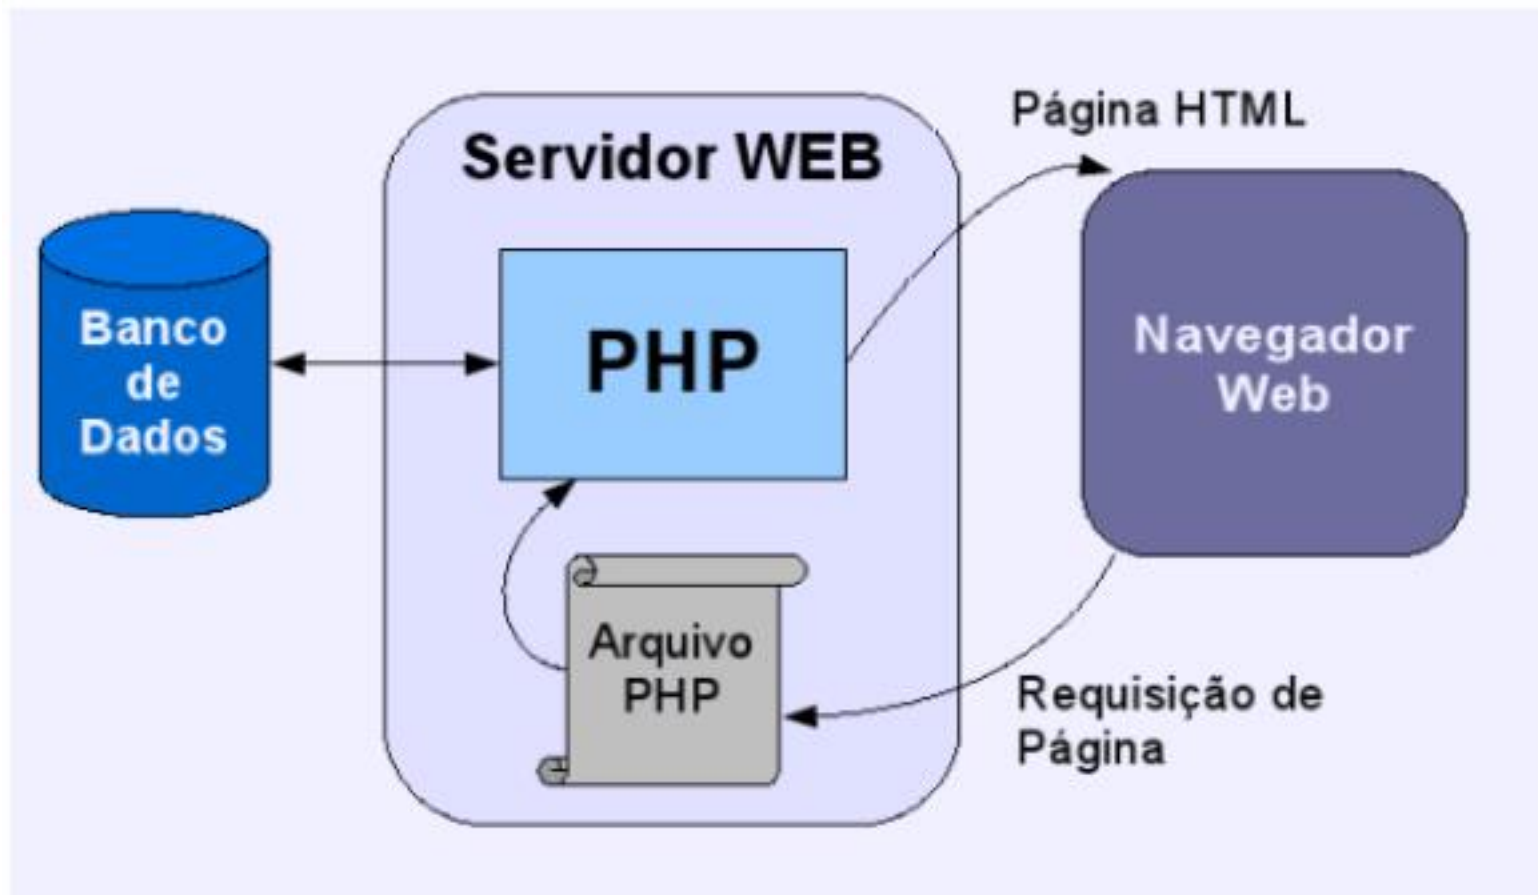 Servidor WEB
Página HTML
Banco
de
Dados
PHP
Navegador
Web
Arquivo
PHP
Requisição de
Página